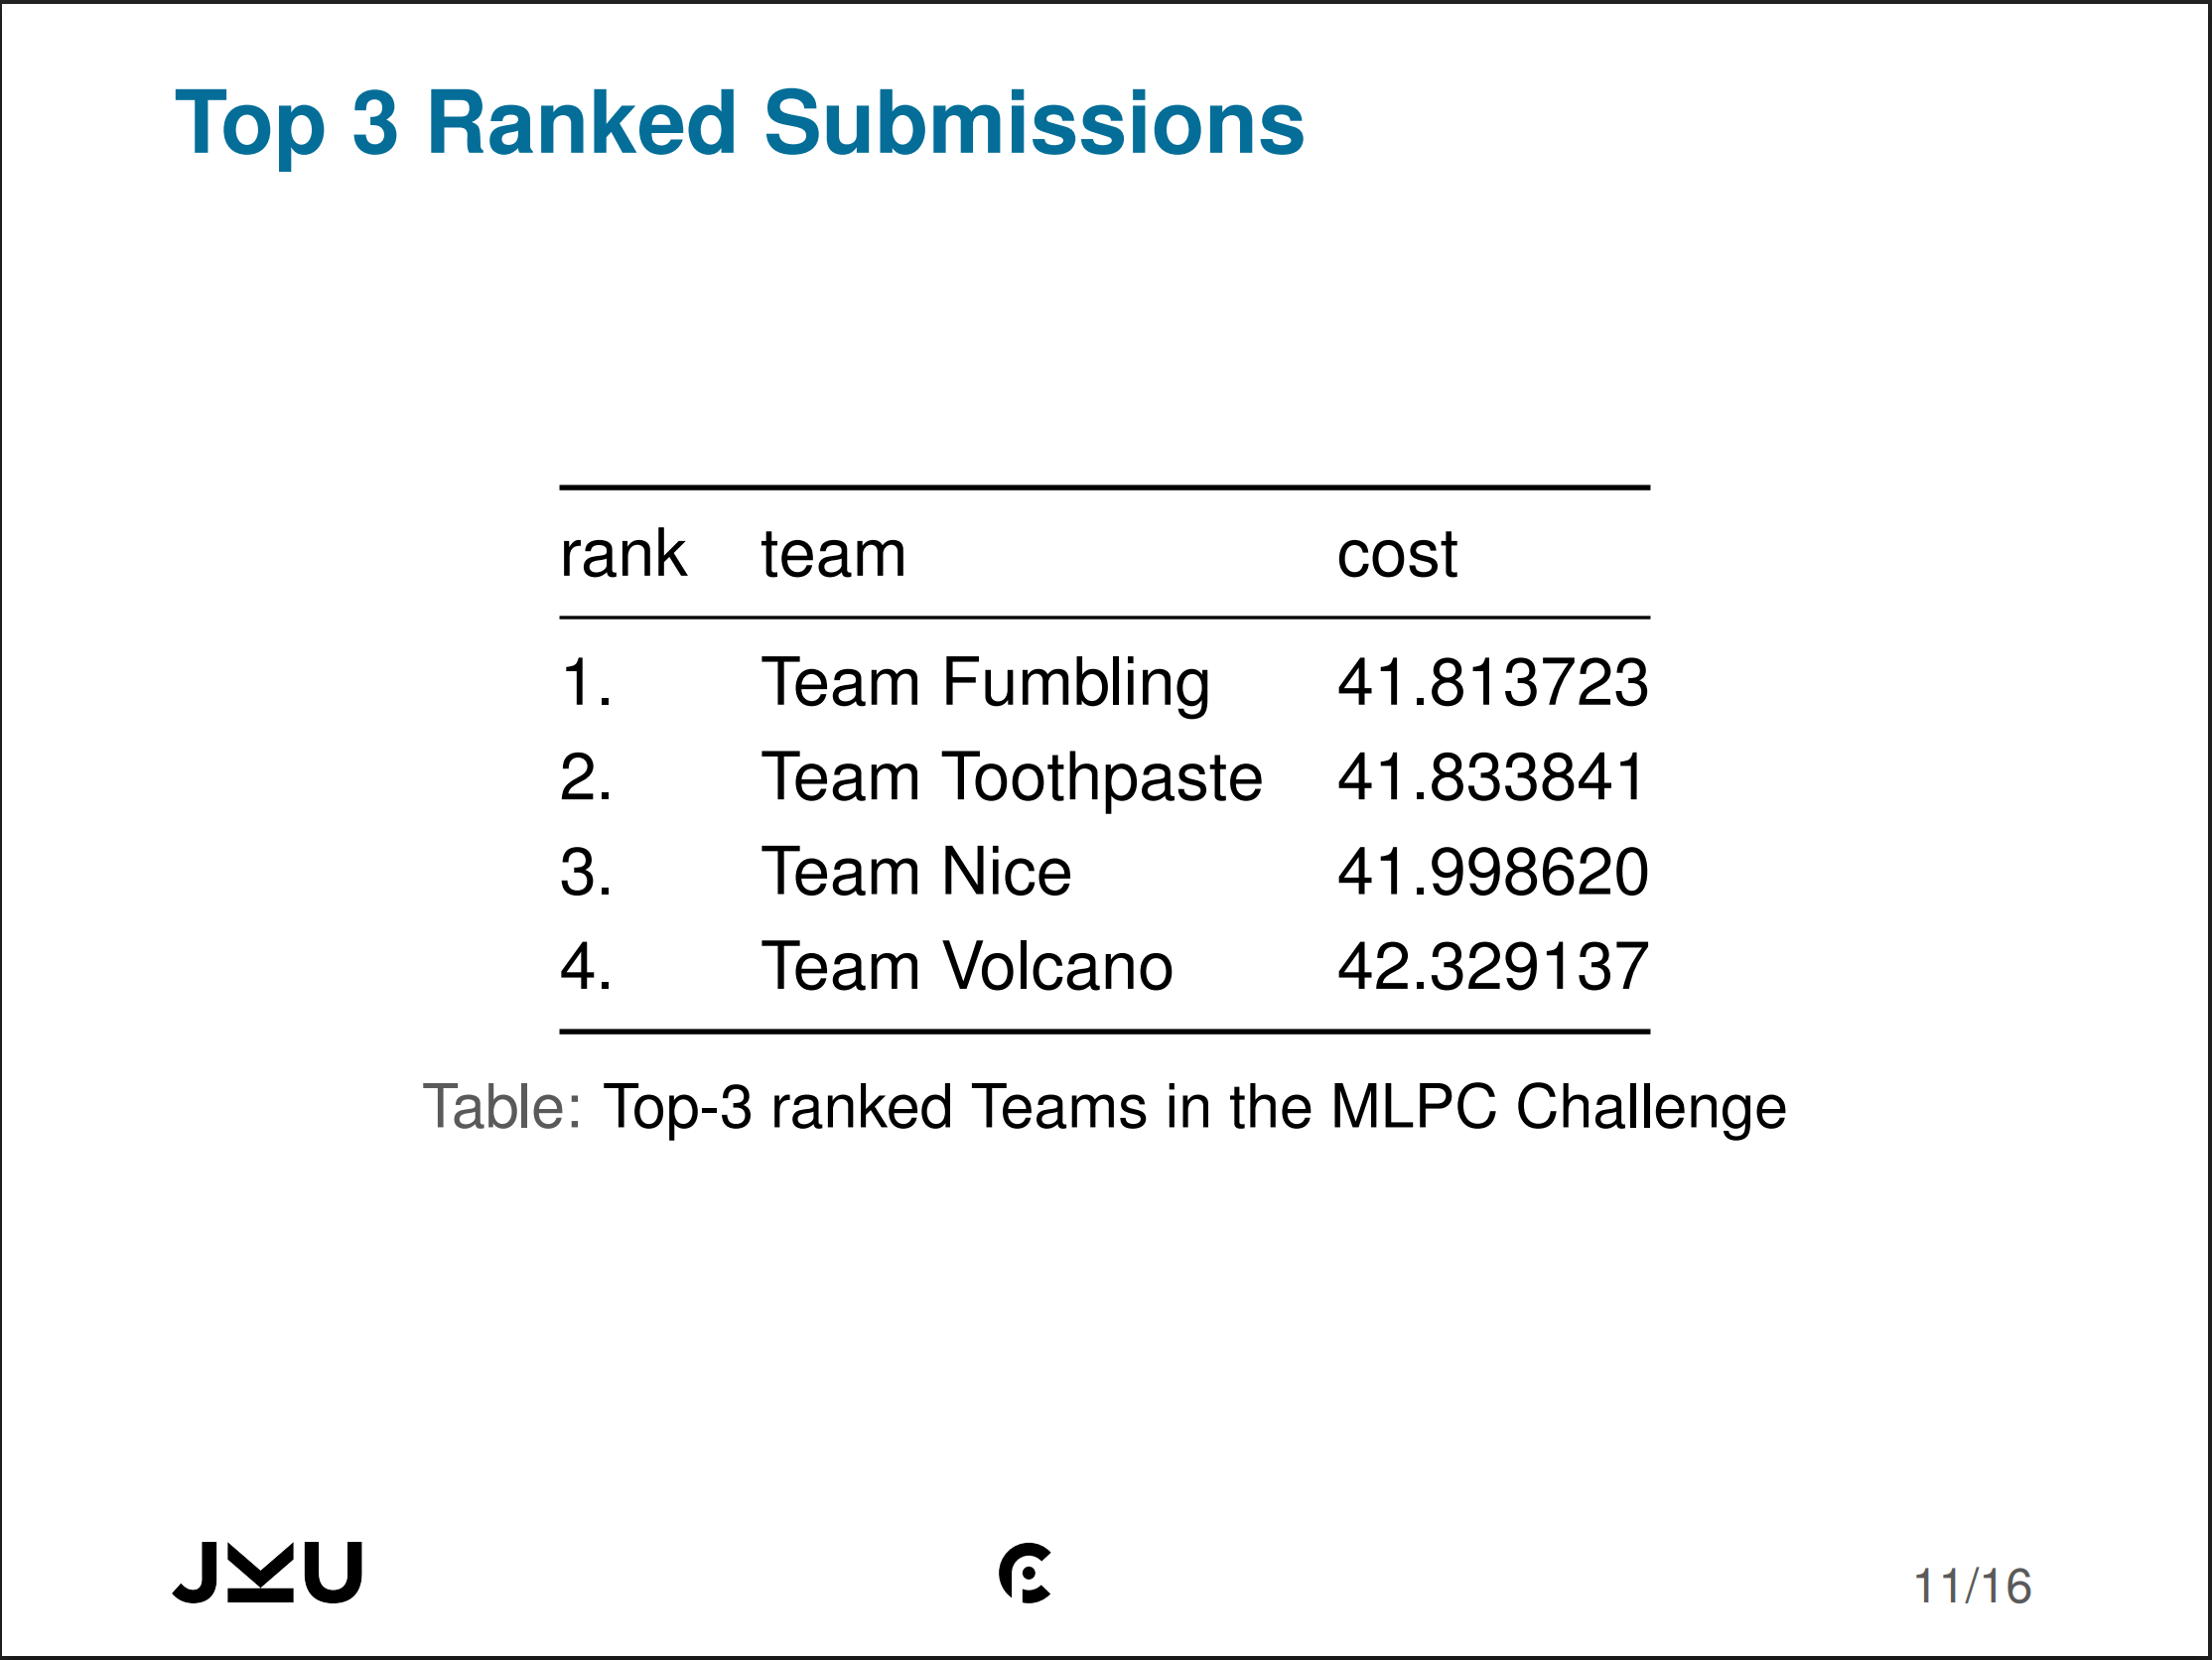 Top 3 Ranked Submissions
rank team cost
1. Team Fumbling 41.813723
2. Team Toothpaste 41.833841
3. Team Nice 41.998620
4. Team Volcano 42.329137
Table: Top-3 ranked Teams in the MLPC Challenge
JKU 11/16